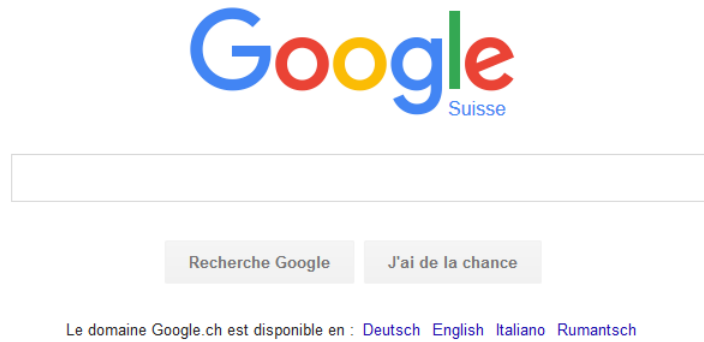 Google
Suisse
Recherche Google J'ai de la chance
Le domaine Google.ch est disponible en : Deutsch English Italiano Rumantsch